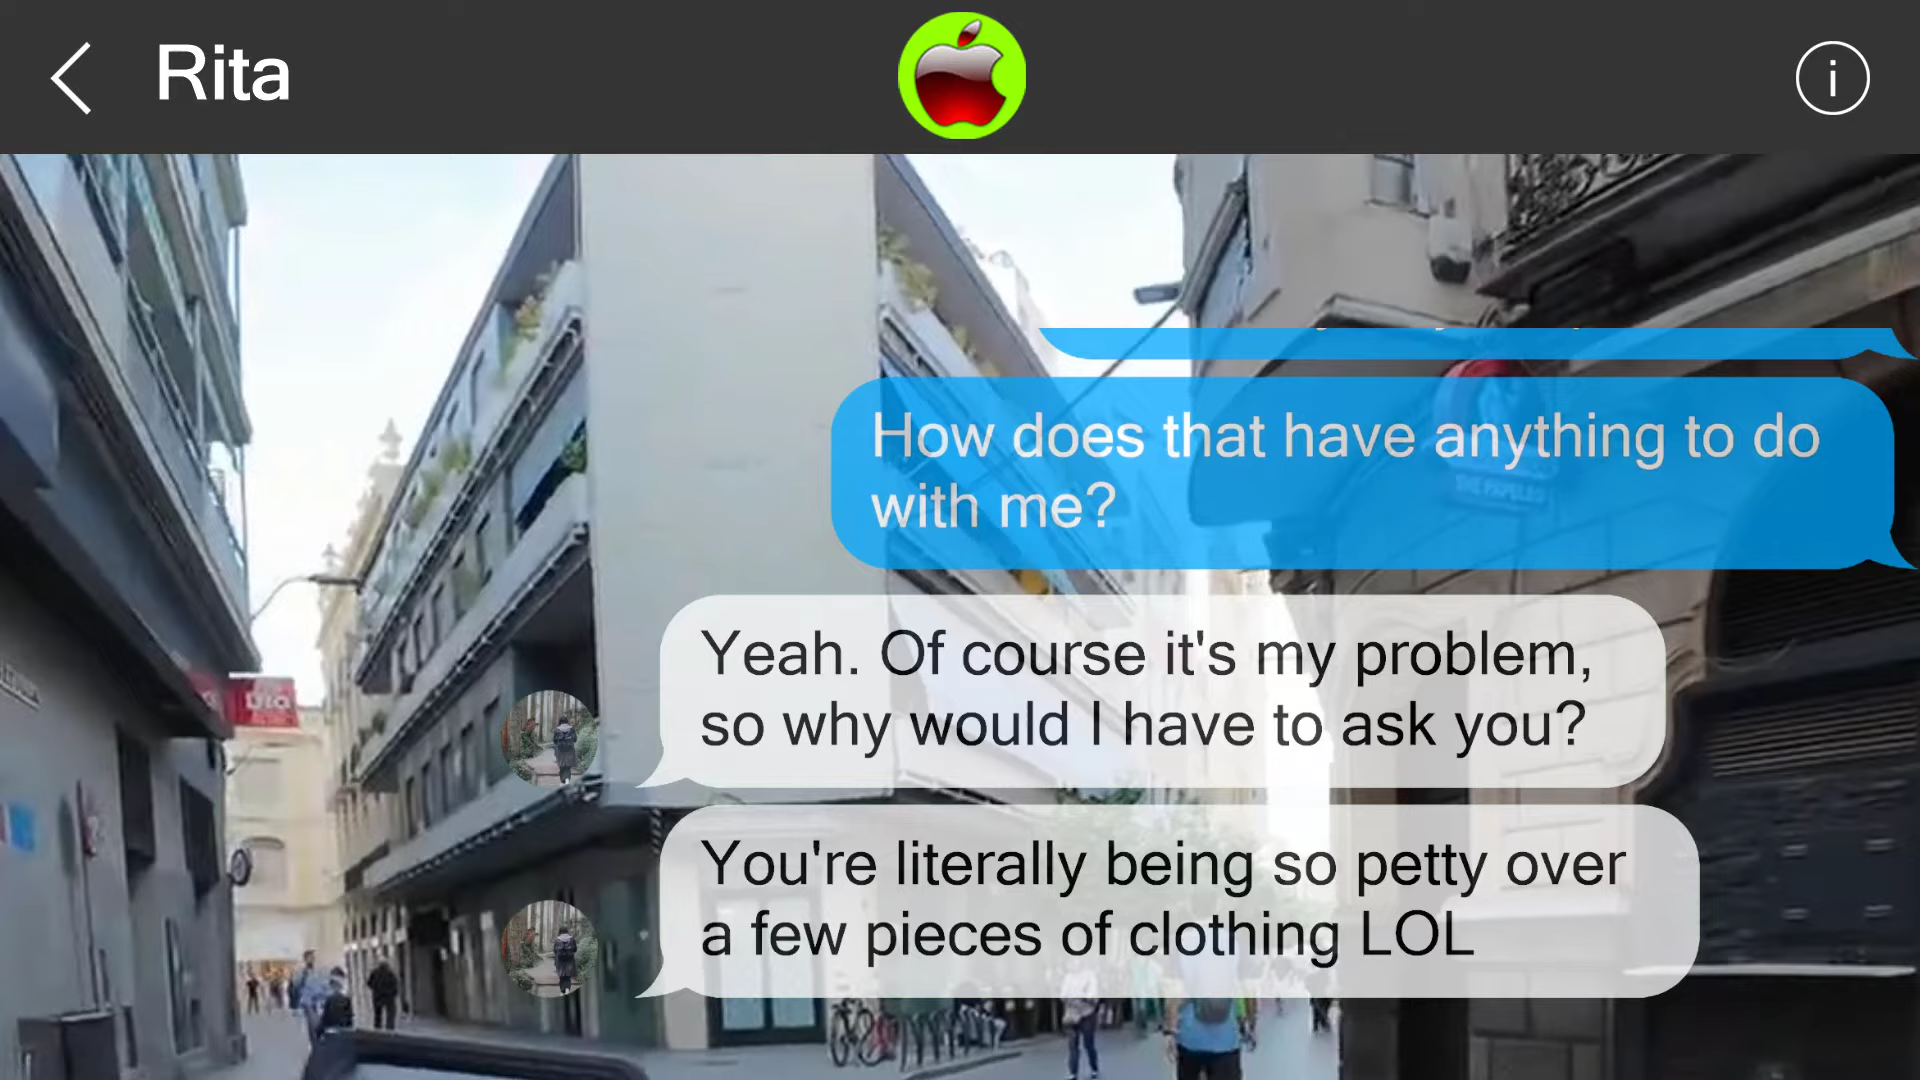 Rita
How does that have anything to do
with me?
Yeah. Of course it's my problem,
so why would I have to ask you?
You're literally being so petty over
a few pieces of clothing LOL